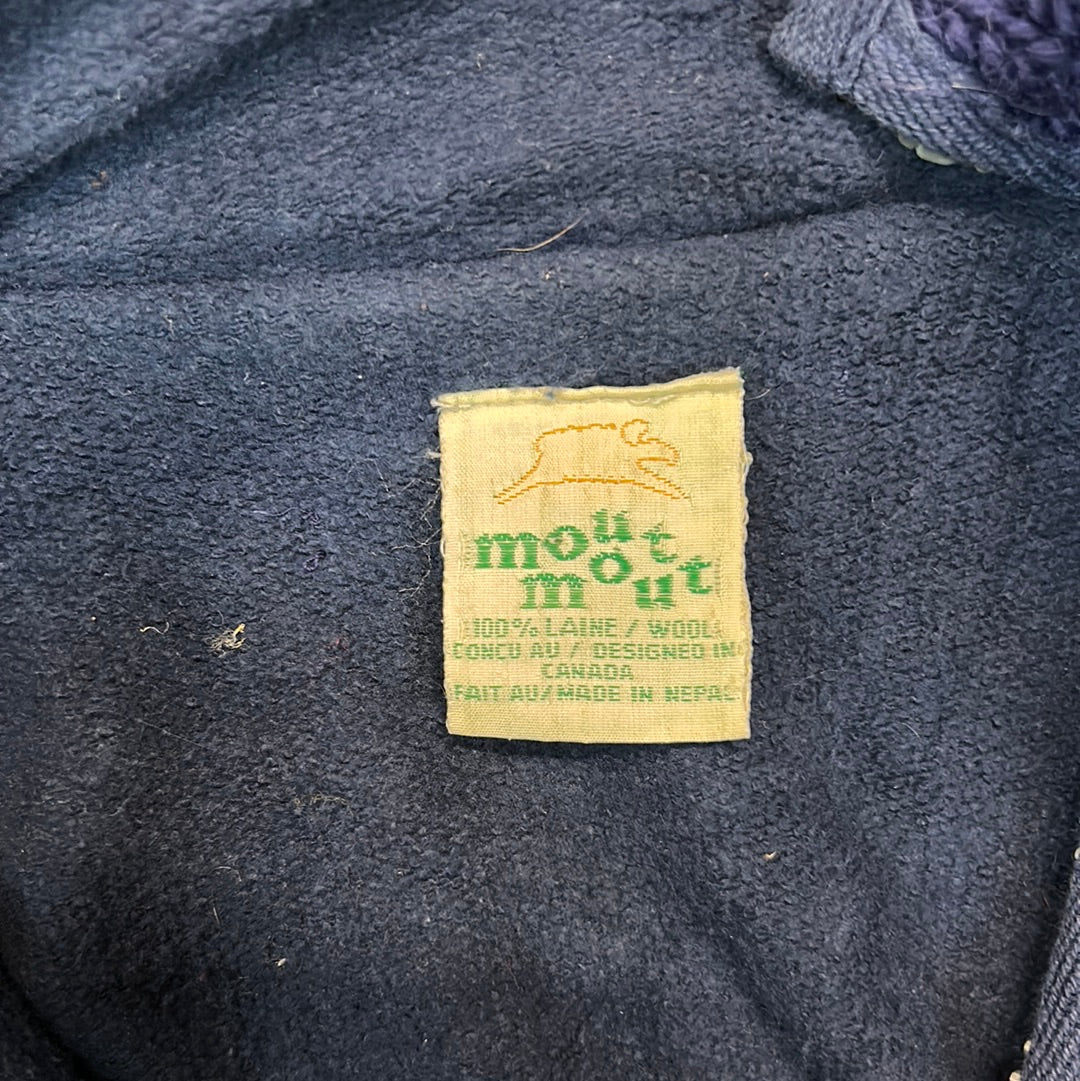 mout mout
100% LAINE / WOOL
CONCU AU / DESIGNED IN
CANADA
FAIT AU/MADE IN NEPAL